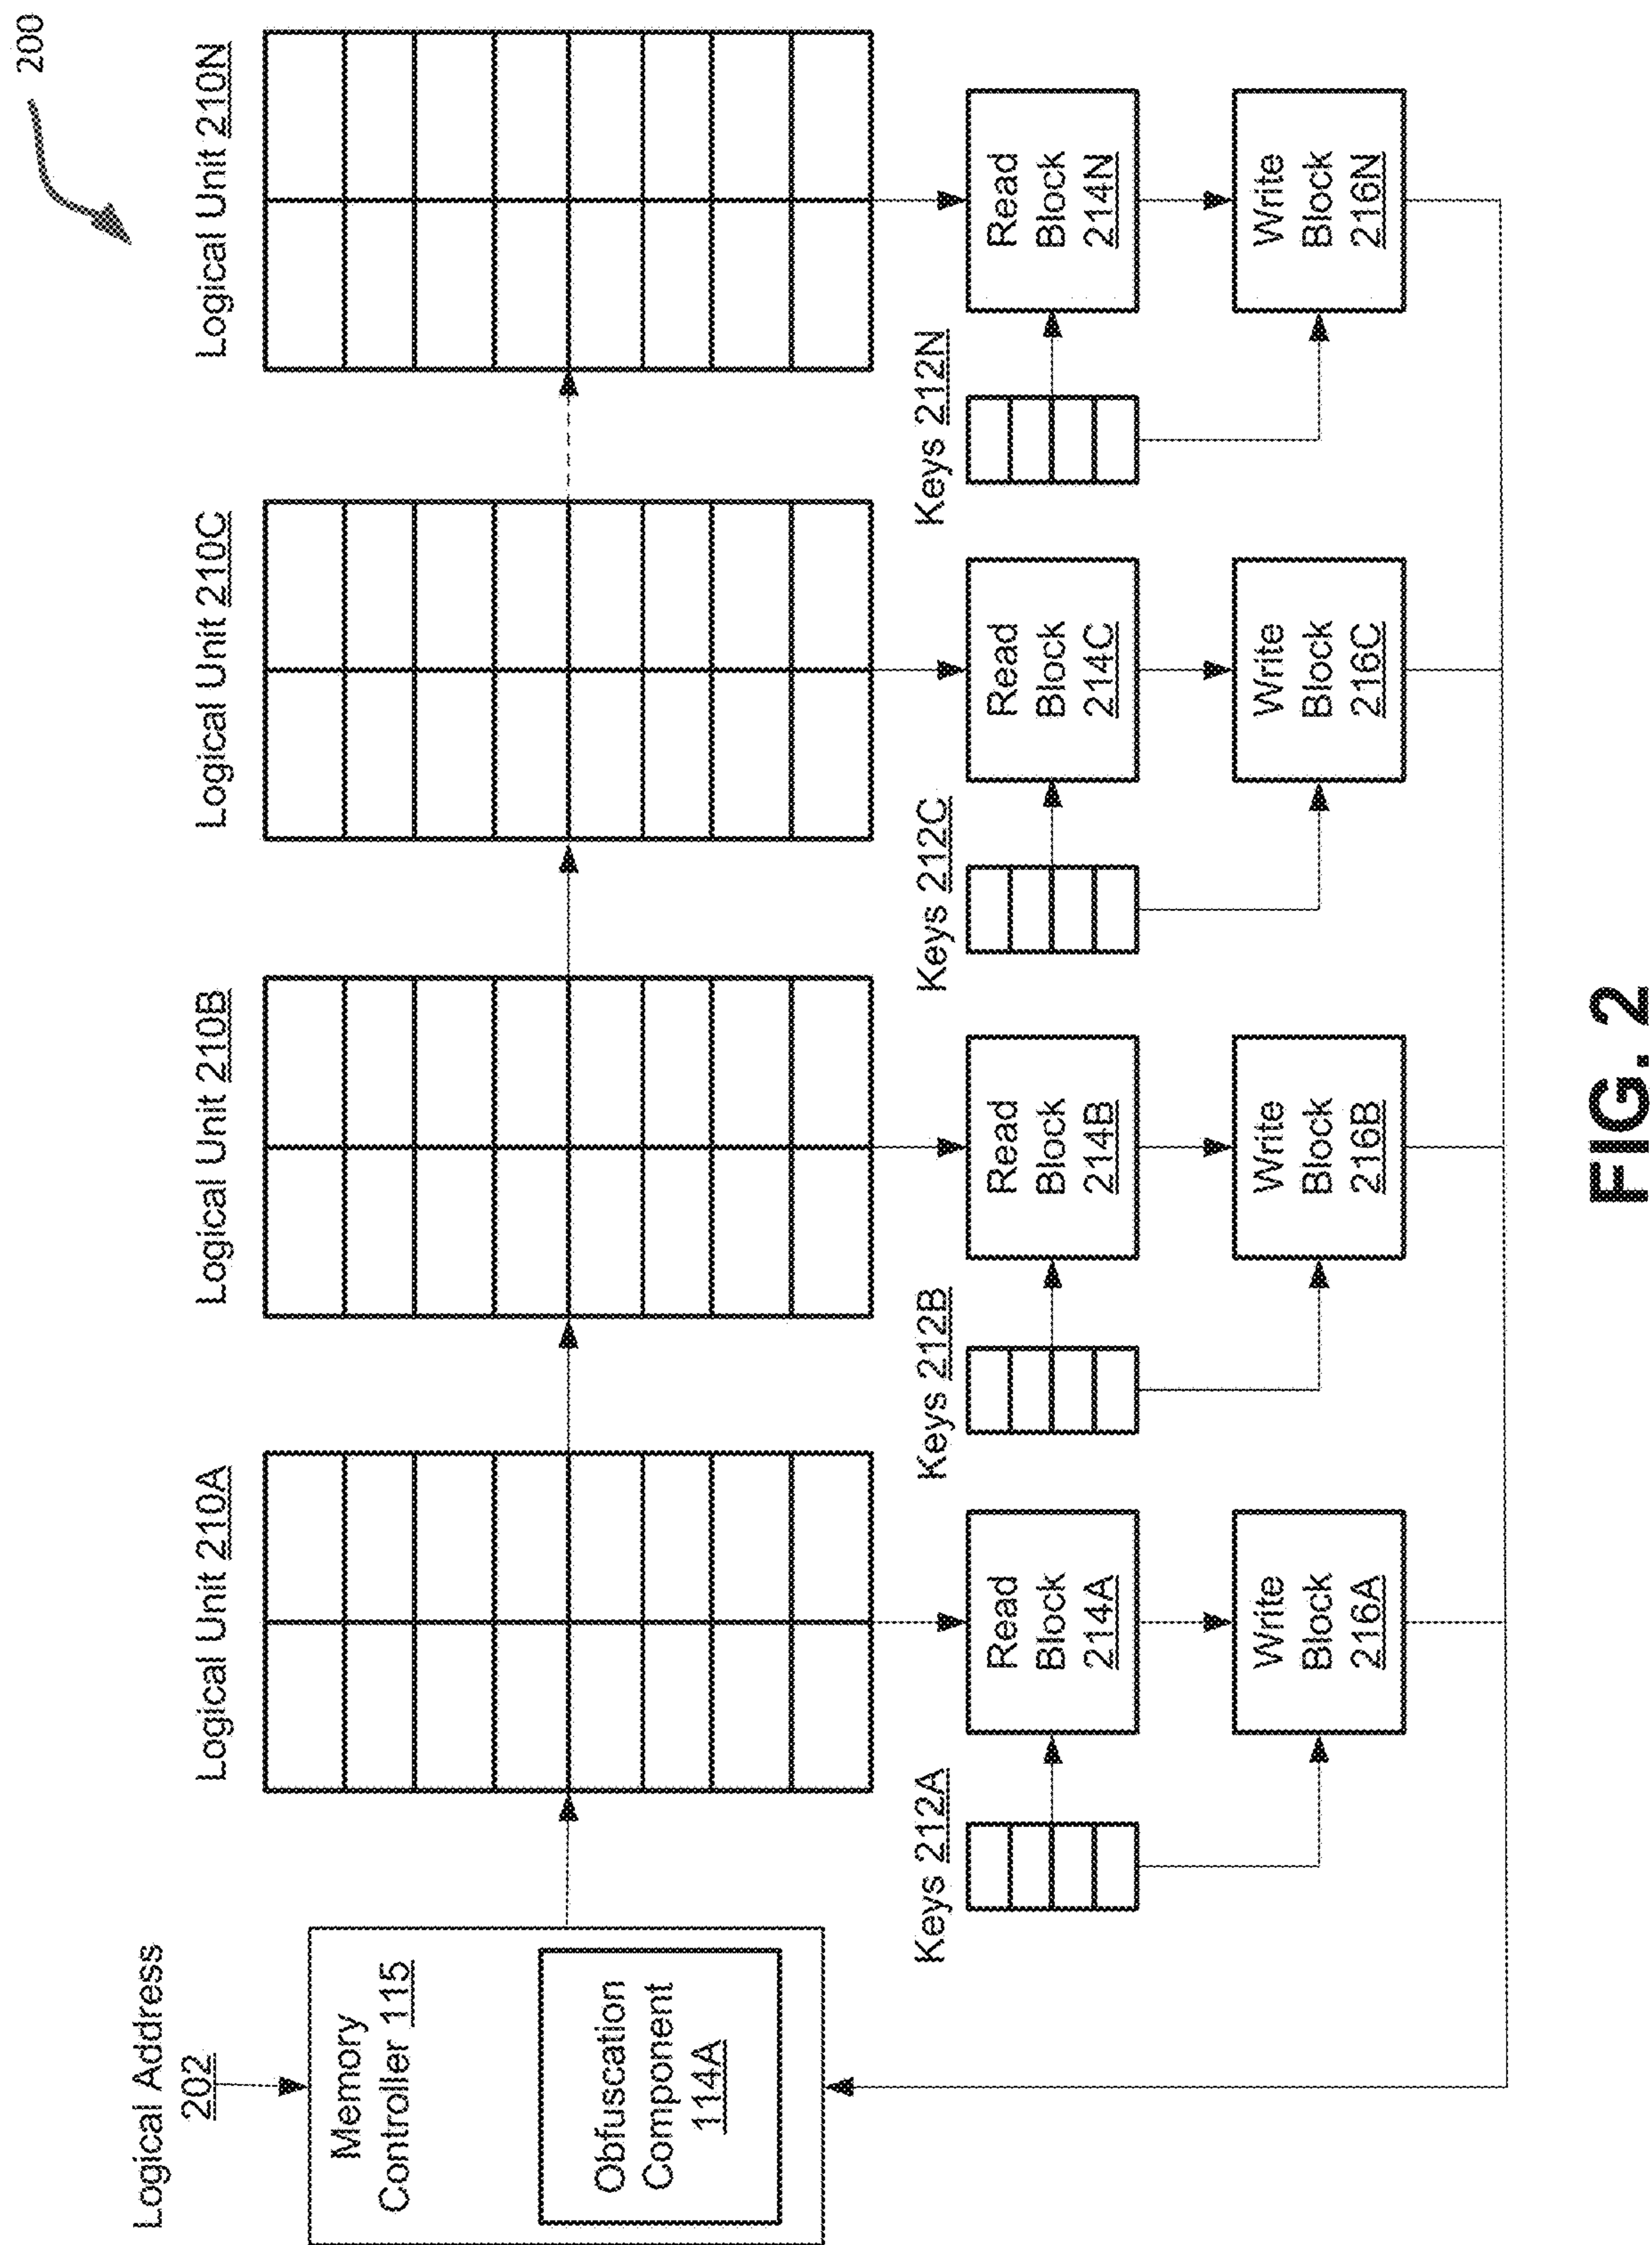 200
Logical Address
202
Memory
Controller 115
Obfuscation
Component
114A
Logical Unit 210A
Logical Unit 210B
Logical Unit 210C
Logical Unit 210N
Keys 212A
Read
Block
214A
Keys 212B
Read
Block
214B
Keys 212C
Read
Block
214C
Keys 212N
Read
Block
214N
Write
Block
216A
Write
Block
216B
Write
Block
216C
Write
Block
216N
FIG. 2